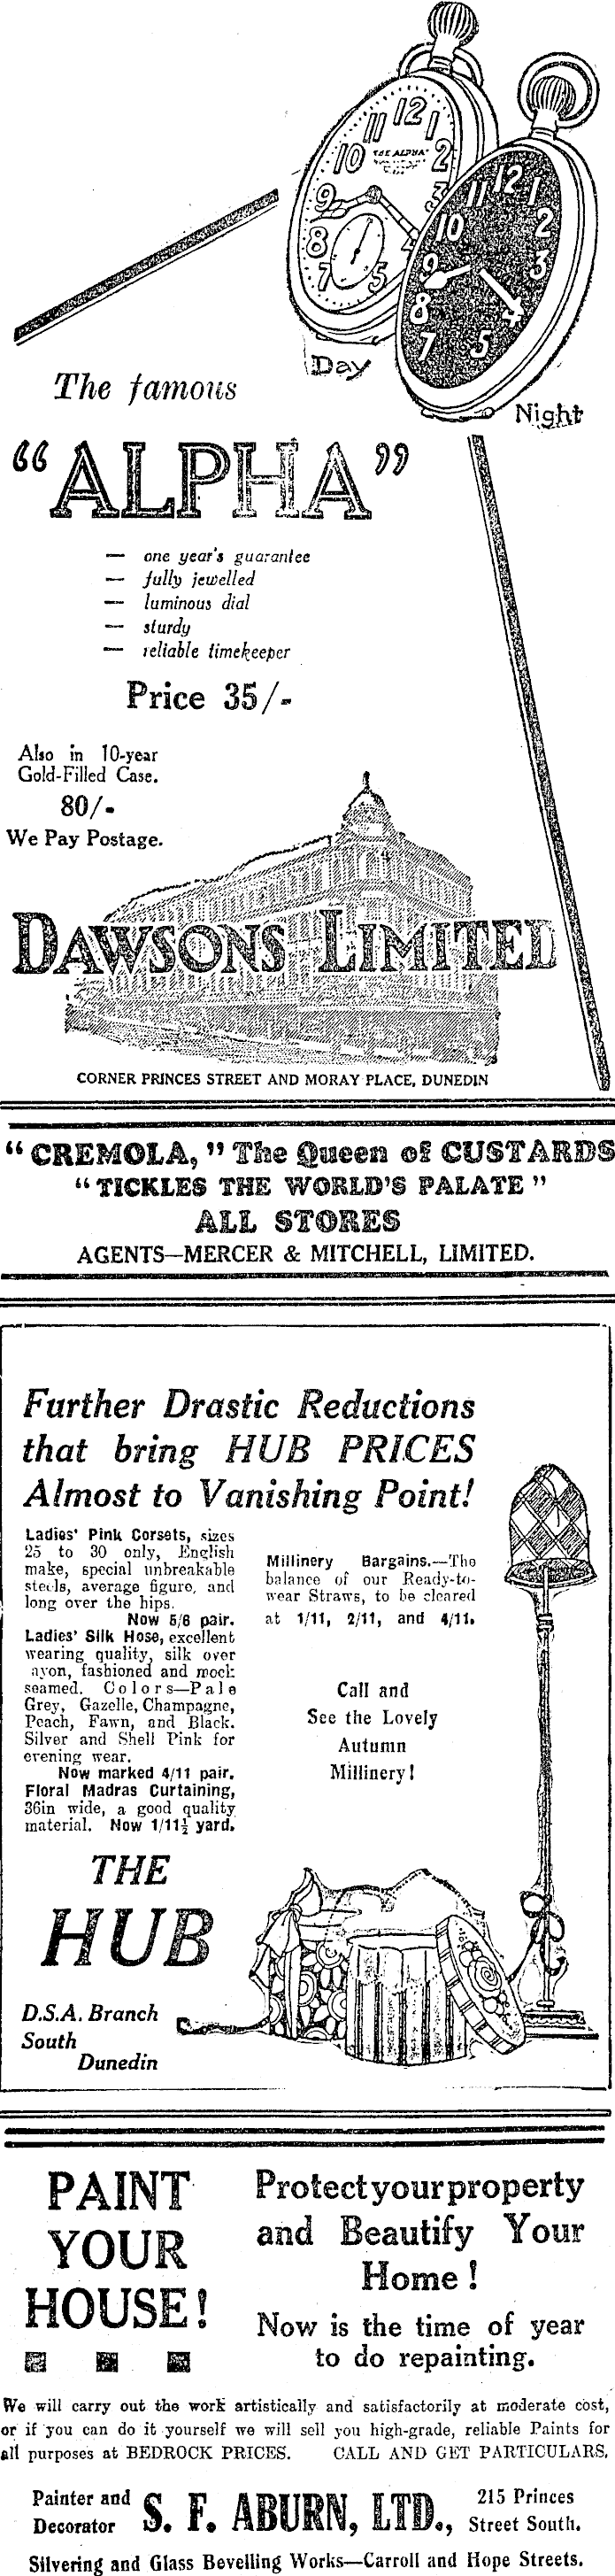 12
11
1
10
"THE ALPHA"
2
9
3
8
4
7
5
11
12
1
10
2
9
3
8
4
7
5
Day
Night
The famous
"ALPHA"
— one year's guarantee
— fully jewelled
— luminous dial
— sturdy
— reliable timekeeper
Price 35/-
Also in 10-year
Gold-Filled Case.
80/-
We Pay Postage.
DAWSONS LIMITED
CORNER PRINCES STREET AND MORAY PLACE, DUNEDIN
"CREMOLA," The Queen of CUSTARDS
"TICKLES THE WORLD'S PALATE"
ALL STORES
AGENTS—MERCER & MITCHELL, LIMITED.
Further Drastic Reductions
that bring HUB PRICES
Almost to Vanishing Point!
Ladies' Pink Corsets, sizes
25 to 30 only, English
make, special unbreakable
steels, average figure, and
long over the hips.
Now 5/6 pair.
Ladies' Silk Hose, excellent
wearing quality, silk over
ayon, fashioned and mock
seamed. Colors—Pale
Grey, Gazelle, Champagne,
Peach, Fawn, and Black.
Silver and Shell Pink for
evening wear.
Now marked 4/11 pair.
Floral Madras Curtaining,
36in wide, a good quality
material. Now 1/11½ yard.
Millinery Bargains.—The
balance of our Ready-to-
wear Straws, to be cleared
at 1/11, 2/11, and 4/11.
Call and
See the Lovely
Autumn
Millinery!
THE
HUB
D.S.A. Branch
South
Dunedin
PAINT
YOUR
HOUSE!
Protect your property
and Beautify Your
Home!
Now is the time of year
to do repainting.
We will carry out the work artistically and satisfactorily at moderate cost,
or if you can do it yourself we will sell you high-grade, reliable Paints for
all purposes at BEDROCK PRICES. CALL AND GET PARTICULARS.
Painter and
Decorator
S. F. ABURN, LTD.,
215 Princes
Street South.
Silvering and Glass Bevelling Works—Carroll and Hope Streets.